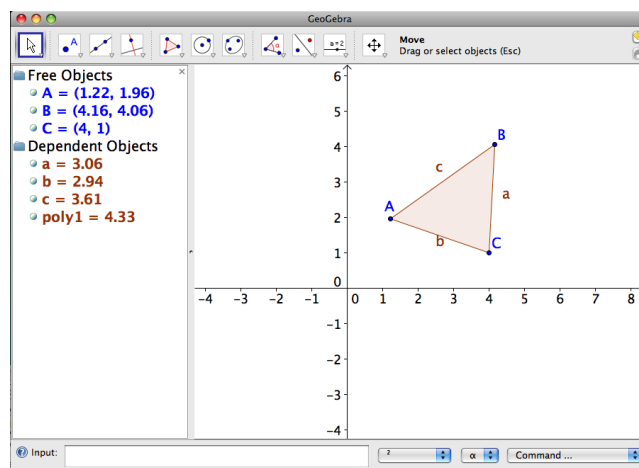 GeoGebra
A
a=2
Move
Drag or select objects (Esc)
Free Objects
A = (1.22, 1.96)
B = (4.16, 4.06)
C = (4, 1)
Dependent Objects
a = 3.06
b = 2.94
c = 3.61
poly1 = 4.33
6
5
4
3
2
1
0
-1
-2
-3
-4
-4 -3 -2 -1 0 1 2 3 4 5 6 7 8
B
c
a
A
b
C
Input:
2
α
Command ...